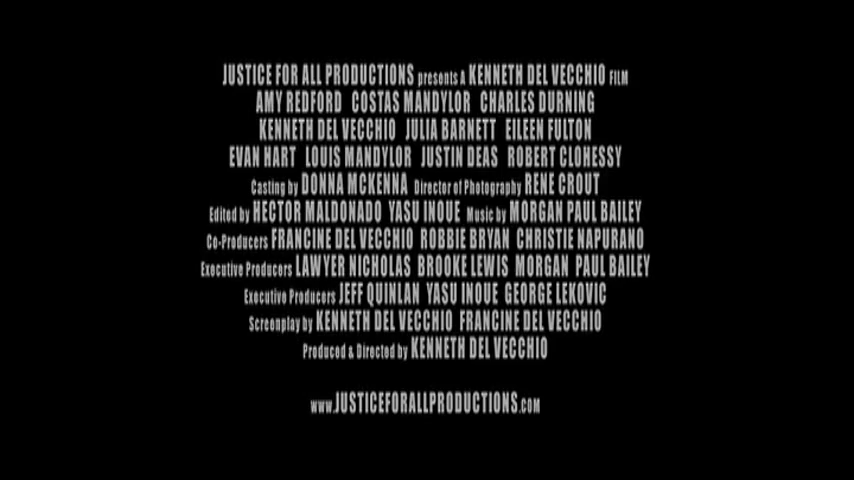 JUSTICE FOR ALL PRODUCTIONS presents A KENNETH DEL VECCHIO FILM
AMY REDFORD COSTAS MANDYLOR CHARLES DURNING
KENNETH DEL VECCHIO JULIA BARNETT EILEEN FULTON
EVAN HART LOUIS MANDYLOR JUSTIN DEAS ROBERT CLOHESSY
Casting by DONNA MCKENNA Director of Photography RENE CROUT
Edited by HECTOR MALDONADO YASU INOUE Music by MORGAN PAUL BAILEY
Co-Producers FRANCINE DEL VECCHIO ROBBIE BRYAN CHRISTIE NAPURANO
Executive Producers LAWYER NICHOLAS BROOKE LEWIS MORGAN PAUL BAILEY
Executive Producers JEFF QUINLAN YASU INOUE GEORGE LEKOVIC
Screenplay by KENNETH DEL VECCHIO FRANCINE DEL VECCHIO
Produced & Directed by KENNETH DEL VECCHIO
www.JUSTICEFORALLPRODUCTIONS.COM